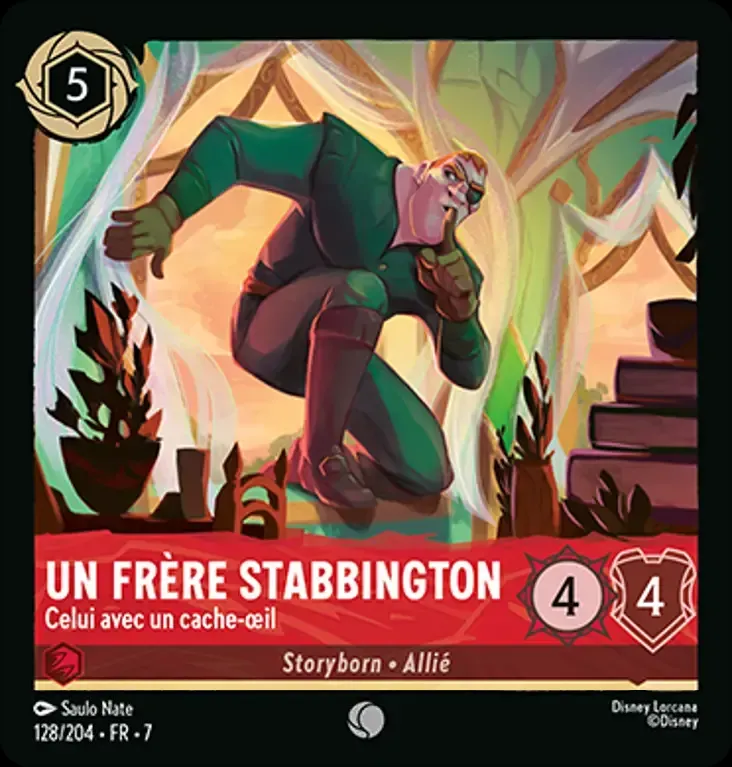 5
UN FRÈRE STABBINGTON
Celui avec un cache-œil
4
4
Storyborn • Allié
Saulo Nate
128/204 • FR • 7
Disney Lorcana
©Disney